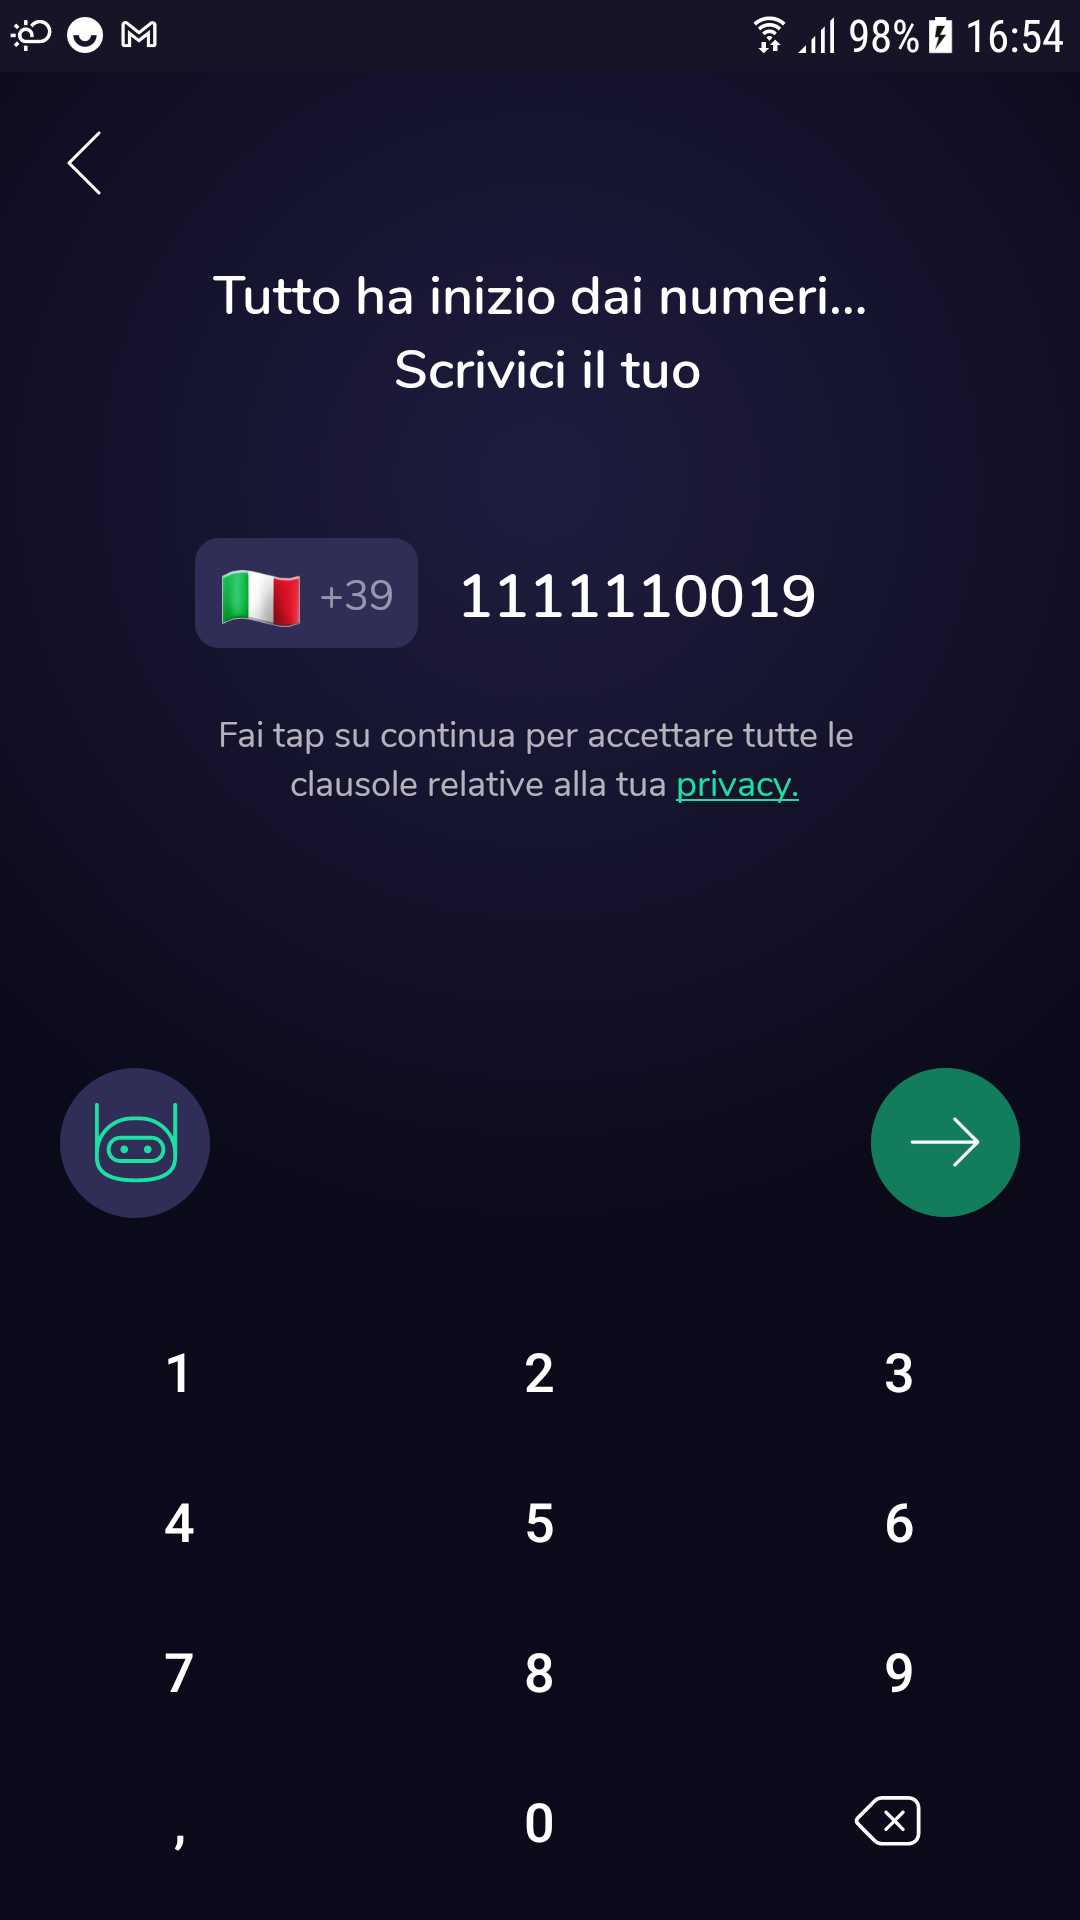 98% 16:54
Tutto ha inizio dai numeri...
Scrivici il tuo
+39 1111110019
Fai tap su continua per accettare tutte le
clausole relative alla tua privacy.
1 2 3
4 5 6
7 8 9
, 0